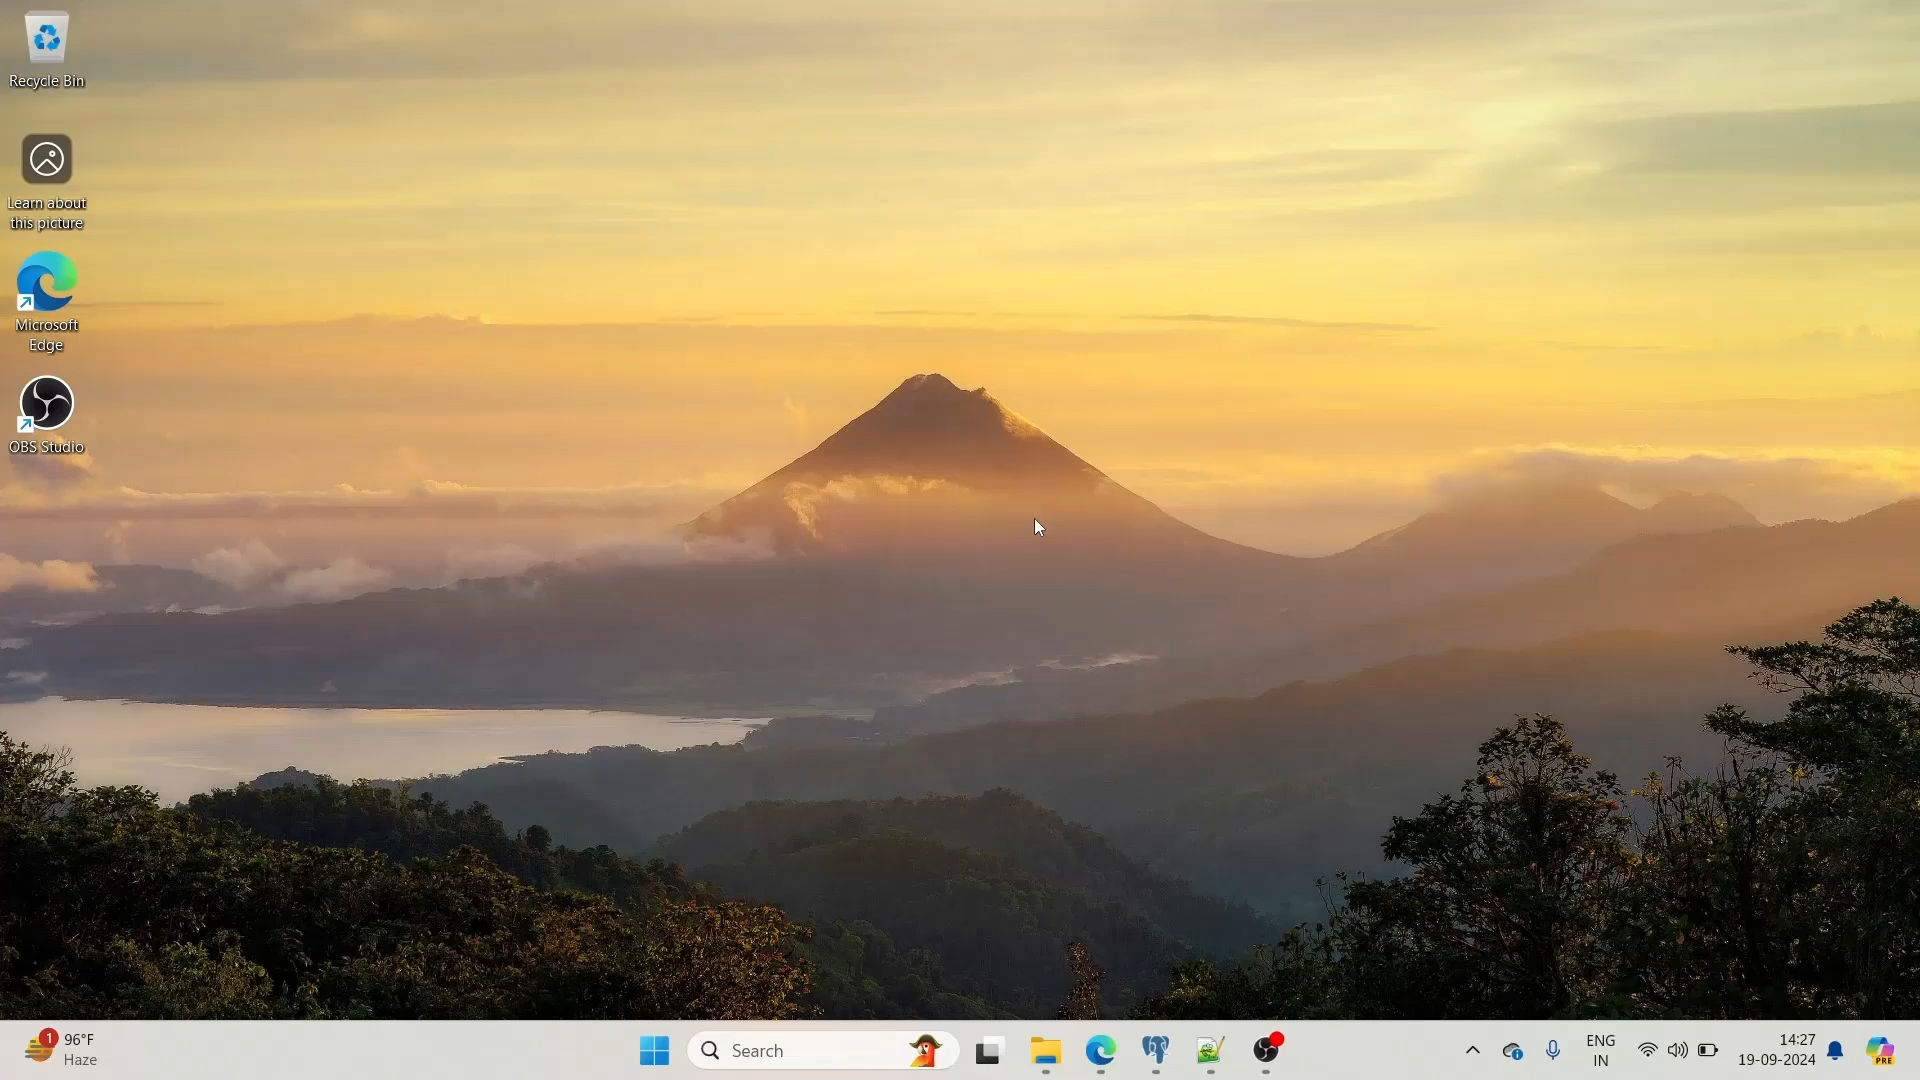 Recycle Bin
Learn about
this picture
Microsoft
Edge
OBS Studio
1
96°F
Haze
Search
ENG
IN
14:27
19-09-2024
PRE